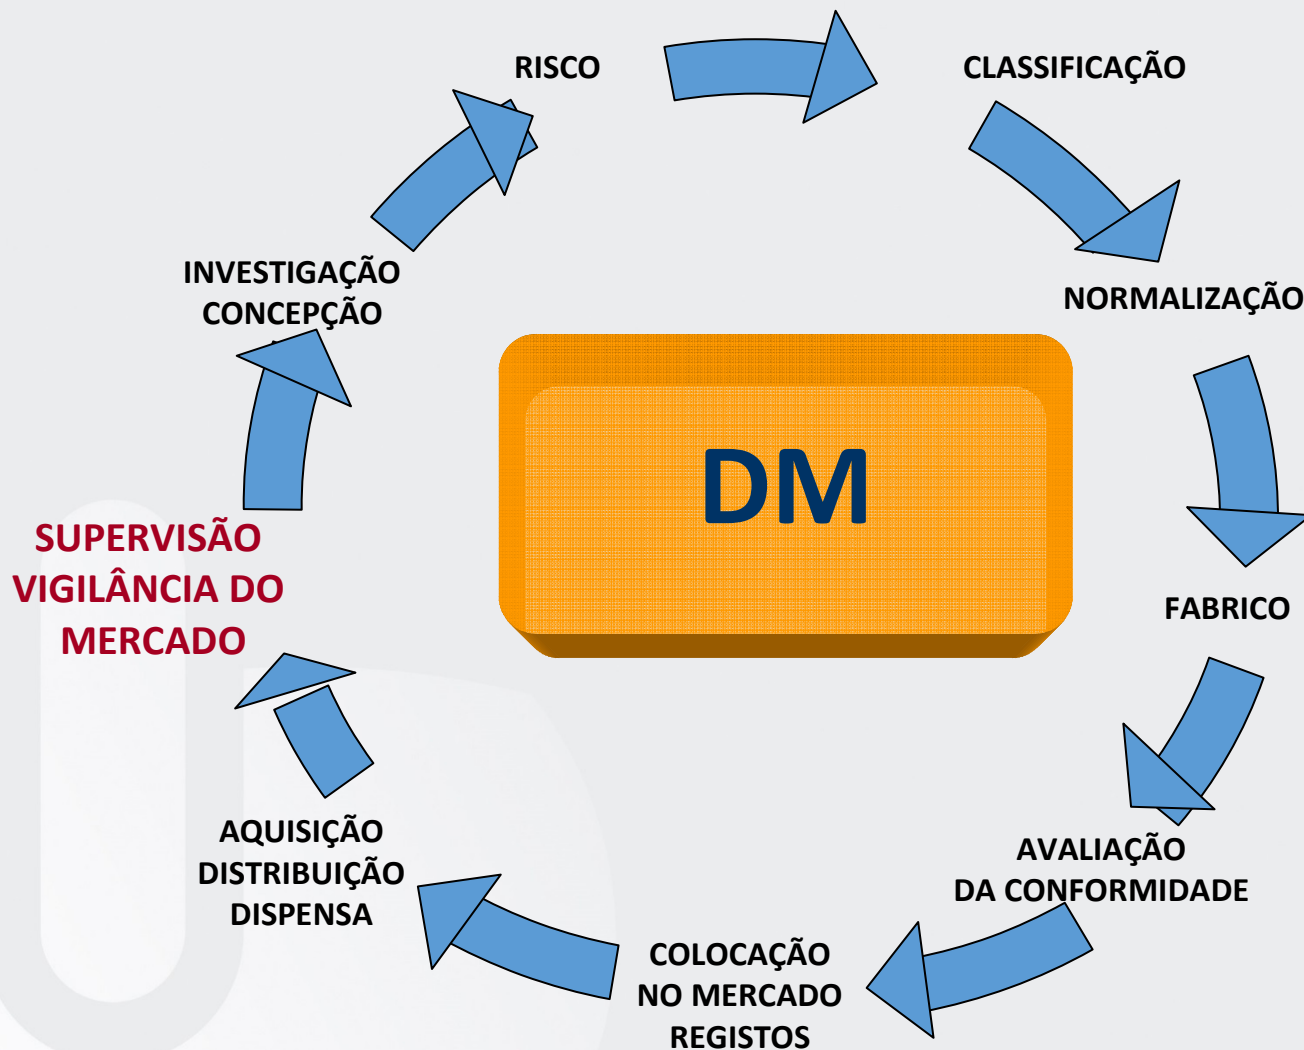 RISCO
CLASSIFICAÇÃO
NORMALIZAÇÃO
FABRICO
AVALIAÇÃO
DA CONFORMIDADE
COLOCAÇÃO
NO MERCADO
REGISTOS
AQUISIÇÃO
DISTRIBUIÇÃO
DISPENSA
SUPERVISÃO
VIGILÂNCIA DO
MERCADO
INVESTIGAÇÃO
CONCEPÇÃO
DM